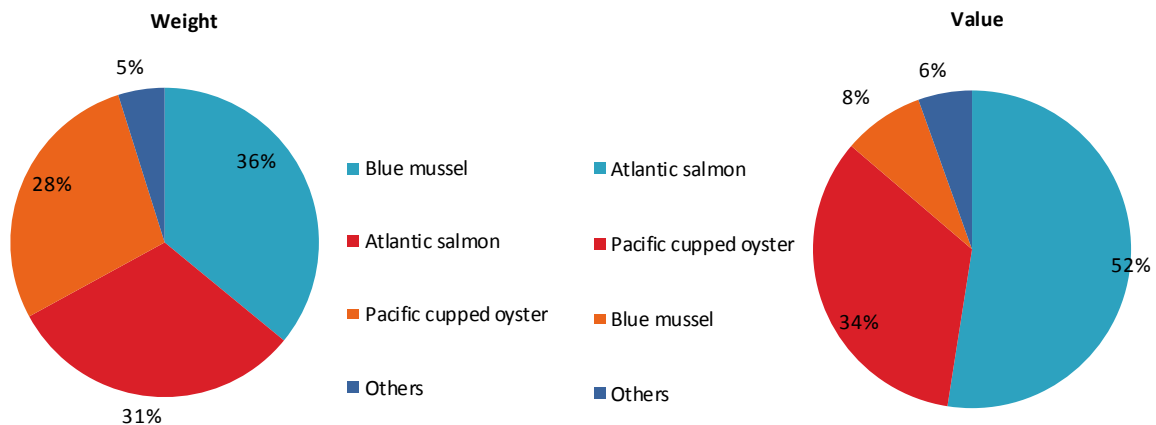 Weight
5%
36%
28%
31%
Blue mussel
Atlantic salmon
Pacific cupped oyster
Others
Value
6%
8%
52%
34%
Atlantic salmon
Pacific cupped oyster
Blue mussel
Others